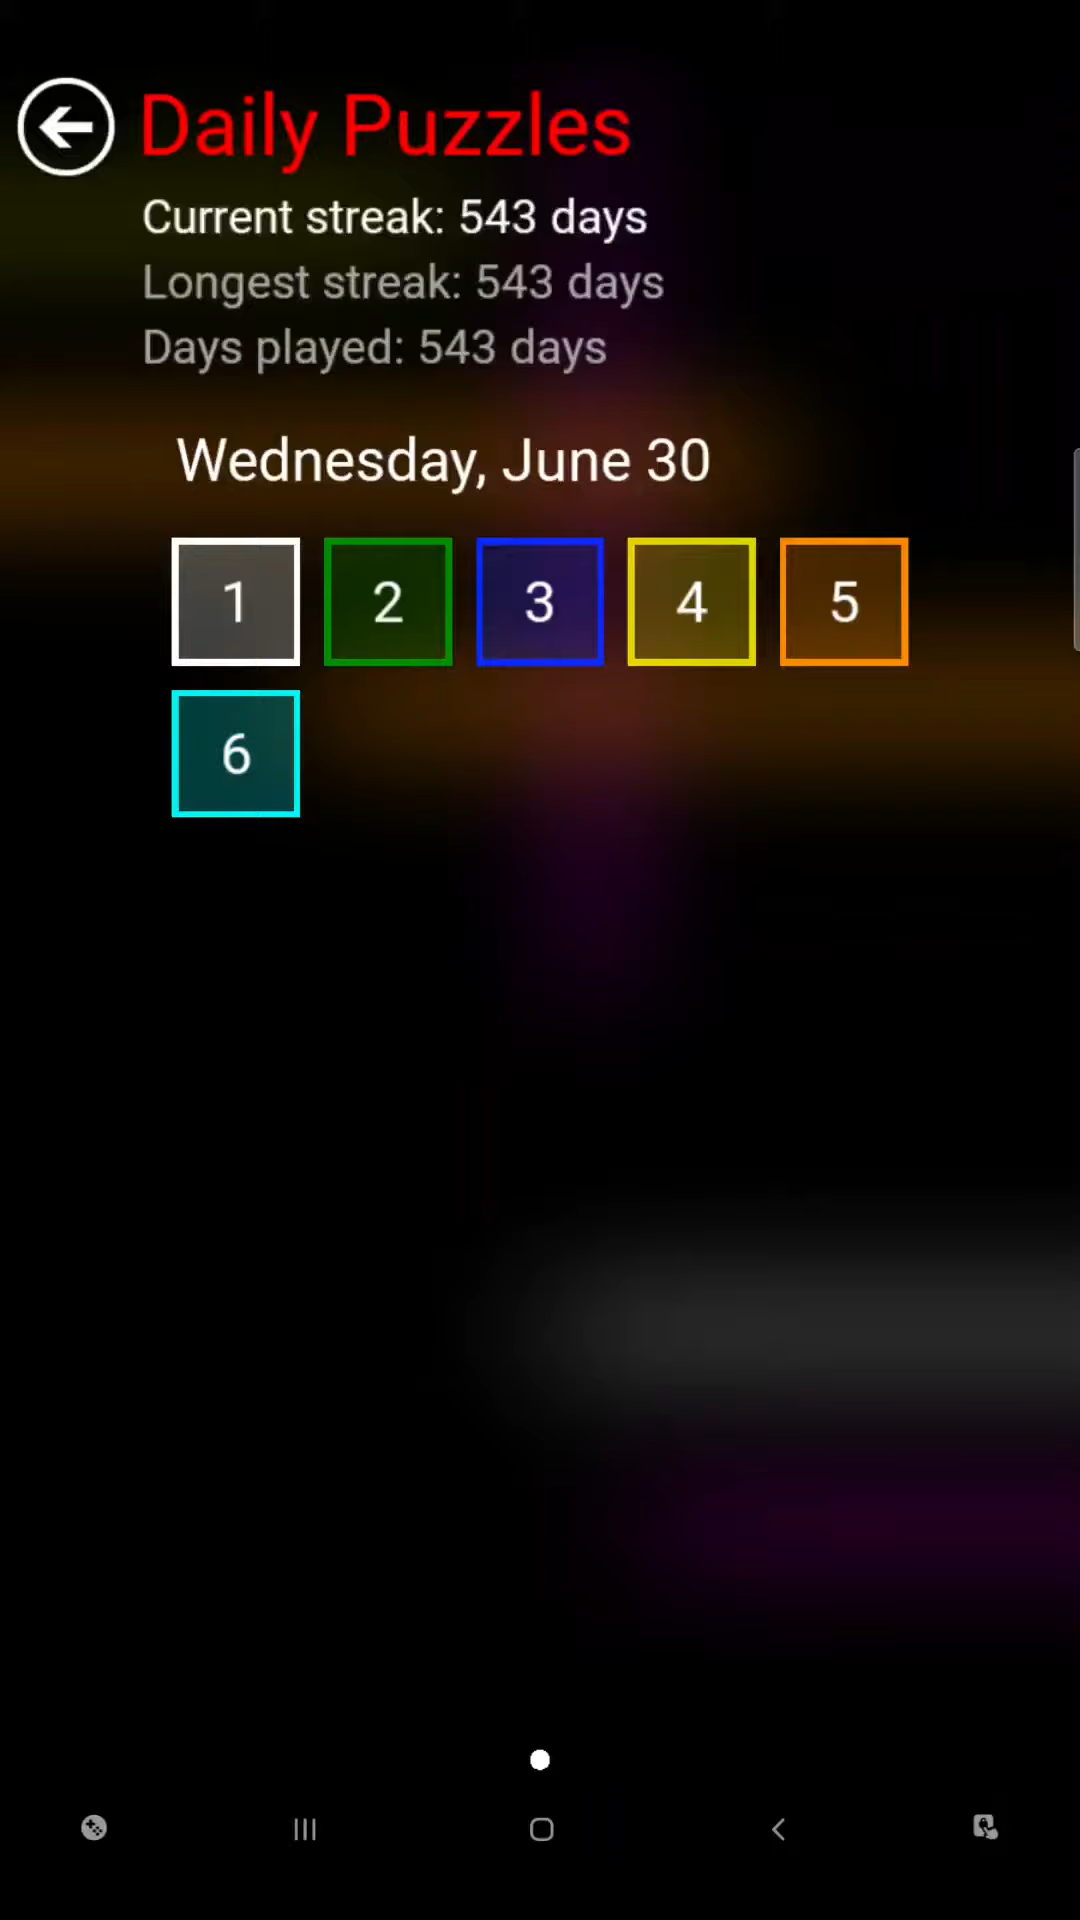 Daily Puzzles
Current streak: 543 days
Longest streak: 543 days
Days played: 543 days
Wednesday, June 30
1 2 3 4 5
6